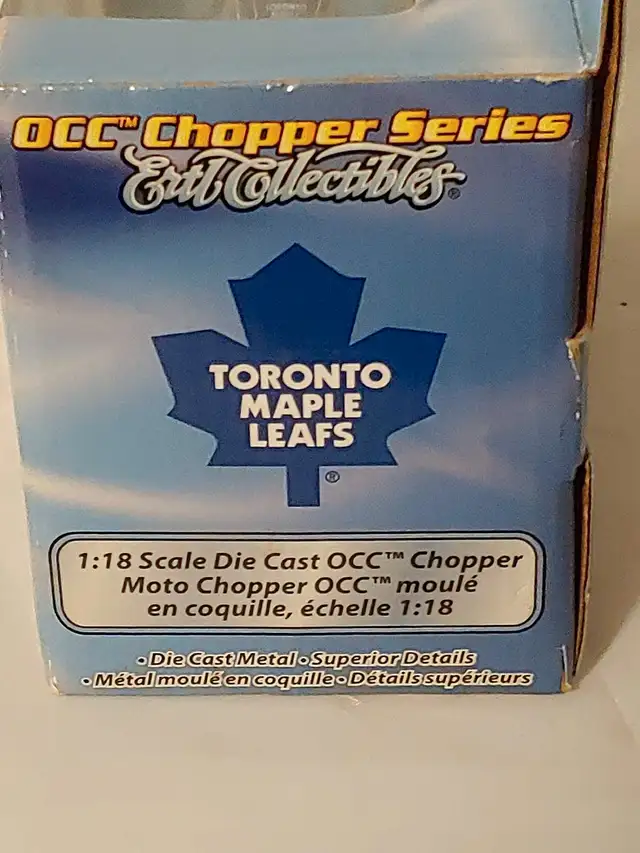 TORONTO
OCC™ Chopper Series
Ertl Collectibles®
TORONTO
MAPLE
LEAFS
®
1:18 Scale Die Cast OCC™ Chopper
Moto Chopper OCC™ moulé
en coquille, échelle 1:18
• Die Cast Metal • Superior Details
• Métal moulé en coquille • Détails supérieurs